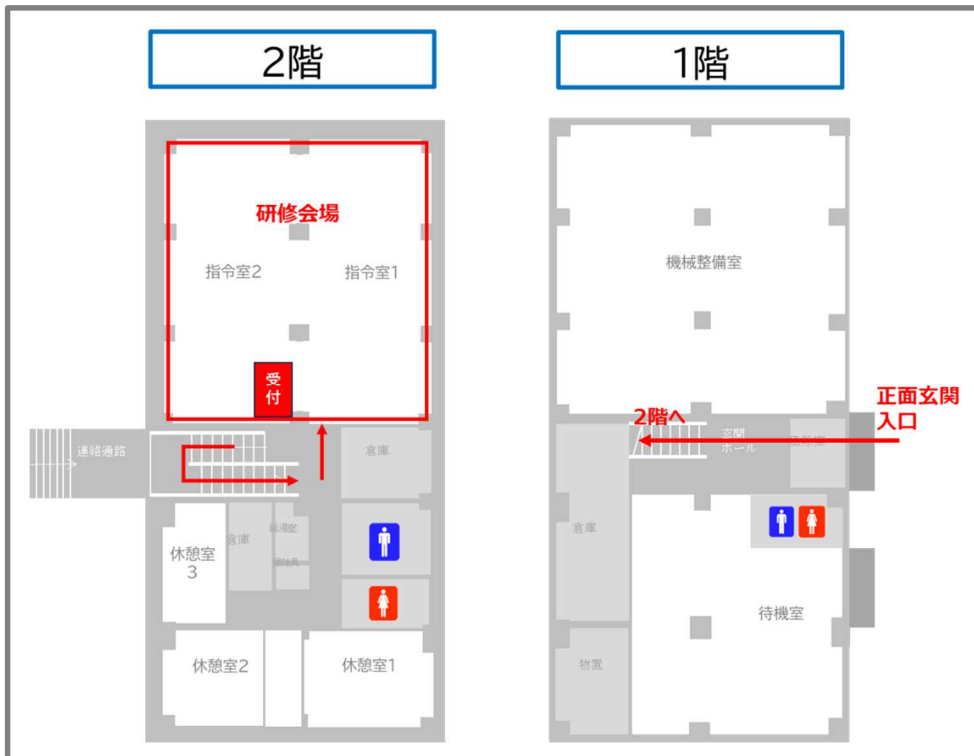 2階
1階
研修会場
指令室2
指令室1
受付
連絡通路
倉庫
休憩室3
倉庫
給湯室
休憩室2
休憩室1
機械整備室
2階へ
正面玄関
入口
玄関
ホール
倉庫
待機室
物置